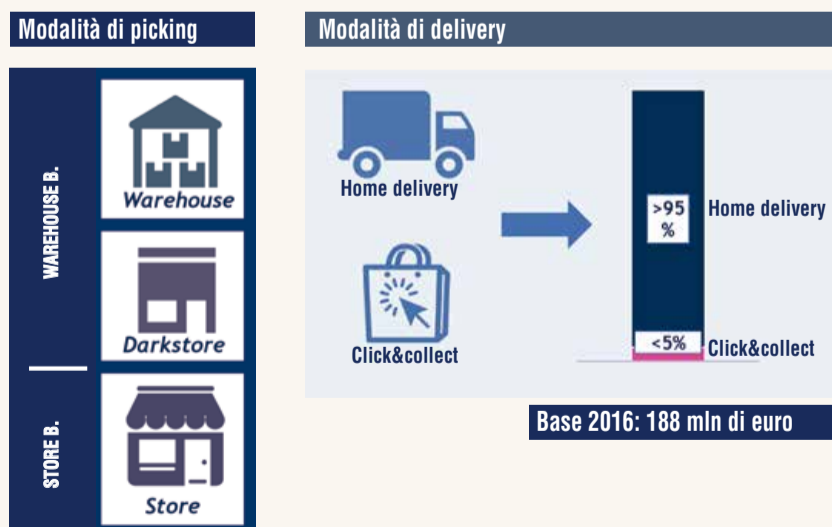 Modalità di picking
WAREHOUSE B.
Warehouse
Darkstore
STORE B.
Store
Modalità di delivery
Home delivery
Click&collect
>95
%
Home delivery
<5%
Click&collect
Base 2016: 188 mln di euro